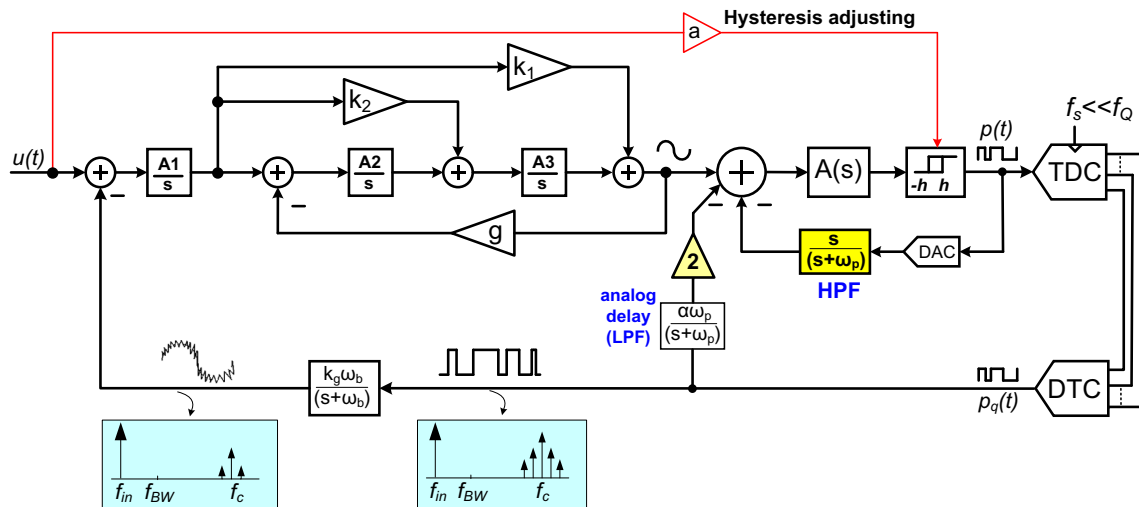 Hysteresis adjusting
a
k1
k2
fs<<fQ
u(t)
p(t)
A1
s
A2
s
A3
s
A(s)
-h h
TDC
g
2
s
(s+ωp)
DAC
HPF
analog
delay
(LPF)
αωp
(s+ωp)
kgωb
(s+ωb)
pq(t)
DTC
fin fBW fc
fin fBW fc